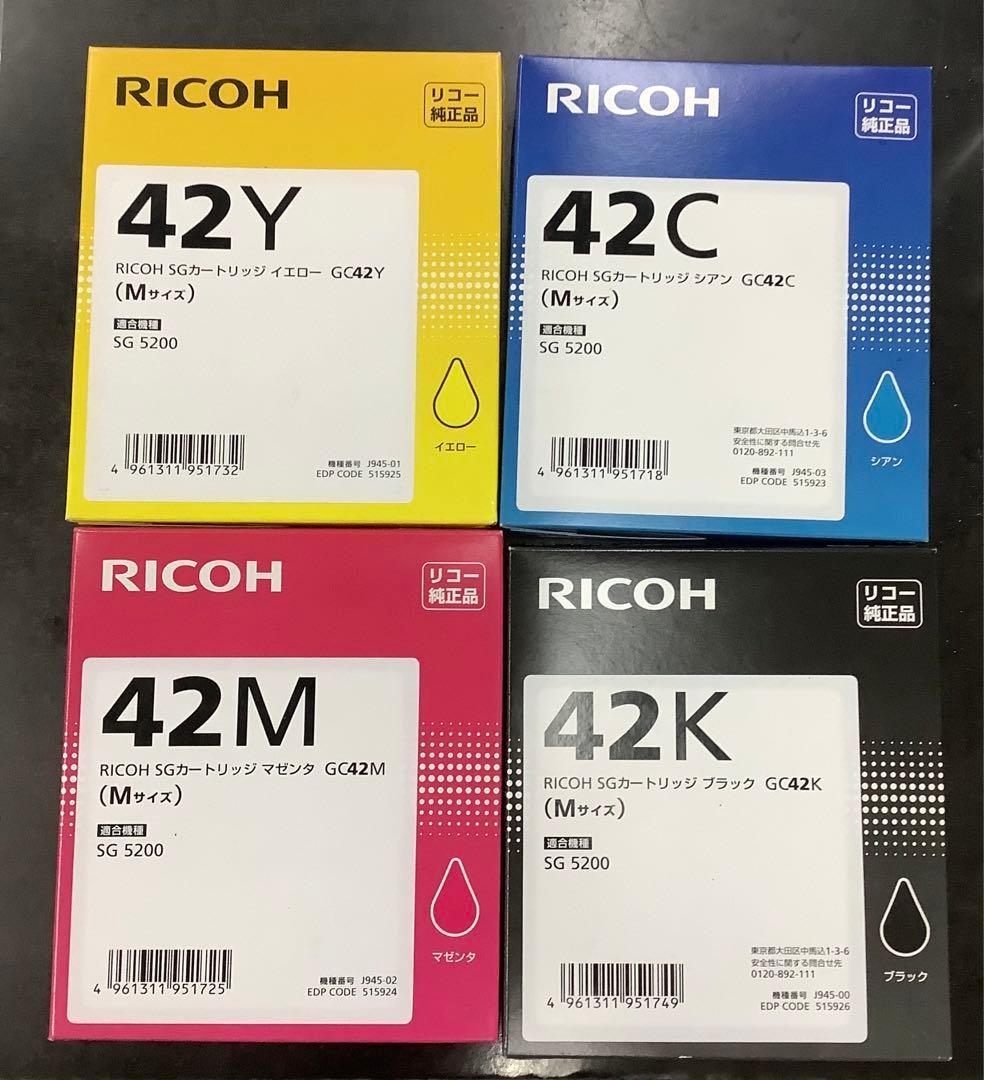 RICOH
リコー
純正品
42Y
RICOH SGカートリッジ イエロー GC42Y
(Mサイズ)
適合機種
SG 5200
イエロー
4 961311 951732
機種番号 J945-01
EDP CODE 515925
RICOH
リコー
純正品
42C
RICOH SGカートリッジ シアン GC42C
(Mサイズ)
適合機種
SG 5200
東京都大田区中馬込1-3-6
安全性に関する問合せ先
0120-892-111
シアン
4 961311 951718
機種番号 J945-03
EDP CODE 515923
RICOH
リコー
純正品
42M
RICOH SGカートリッジ マゼンタ GC42M
(Mサイズ)
適合機種
SG 5200
マゼンタ
4 961311 951725
機種番号 J945-02
EDP CODE 515924
RICOH
リコー
純正品
42K
RICOH SGカートリッジ ブラック GC42K
(Mサイズ)
適合機種
SG 5200
東京都大田区中馬込1-3-6
安全性に関する問合せ先
0120-892-111
ブラック
4 961311 951749
機種番号 J945-00
EDP CODE 515926